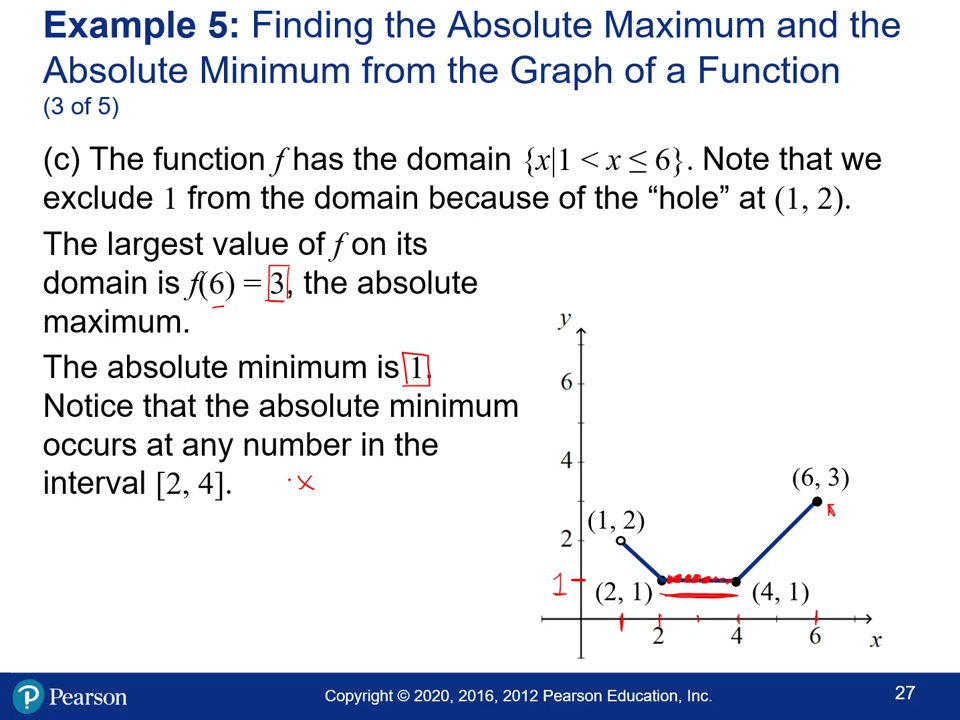 Example 5: Finding the Absolute Maximum and the
Absolute Minimum from the Graph of a Function
(3 of 5)
(c) The function f has the domain {x|1 < x ≤ 6}. Note that we
exclude 1 from the domain because of the “hole” at (1, 2).
The largest value of f on its
domain is f(6) = 3, the absolute
maximum.
The absolute minimum is 1.
Notice that the absolute minimum
occurs at any number in the
interval [2, 4].
x
y
6
4
(6, 3)
(1, 2)
2
1
(2, 1)
(4, 1)
2
4
6
x
Pearson
Copyright © 2020, 2016, 2012 Pearson Education, Inc.
27